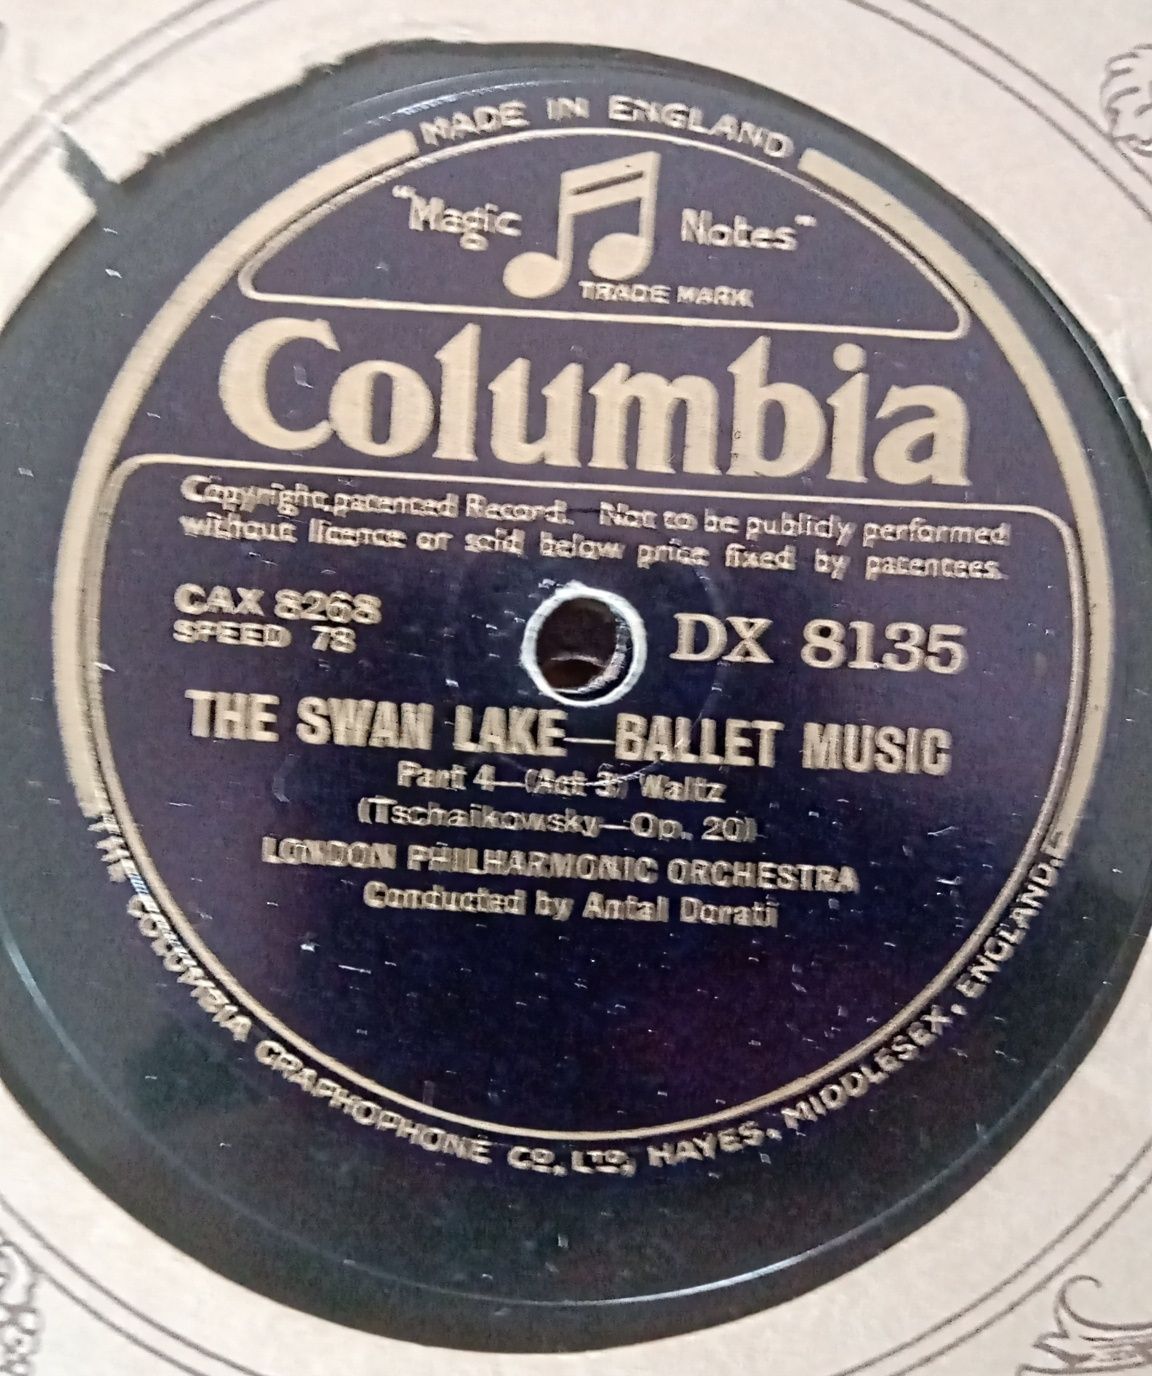 MADE IN ENGLAND
"Magic Notes"
TRADE MARK
Columbia
Copyright, patented Record. Not to be publicly performed
without licence or sold below price fixed by patentees.
CAX 8268
SPEED 78
DX 8135
THE SWAN LAKE—BALLET MUSIC
Part 4—(Act 3) Waltz
(Tschaikowsky—Op. 20)
LONDON PHILHARMONIC ORCHESTRA
Conducted by Antal Dorati
THE COLUMBIA GRAPHOPHONE CO. LTD, HAYES. MIDDLESEX, ENGLAND. E